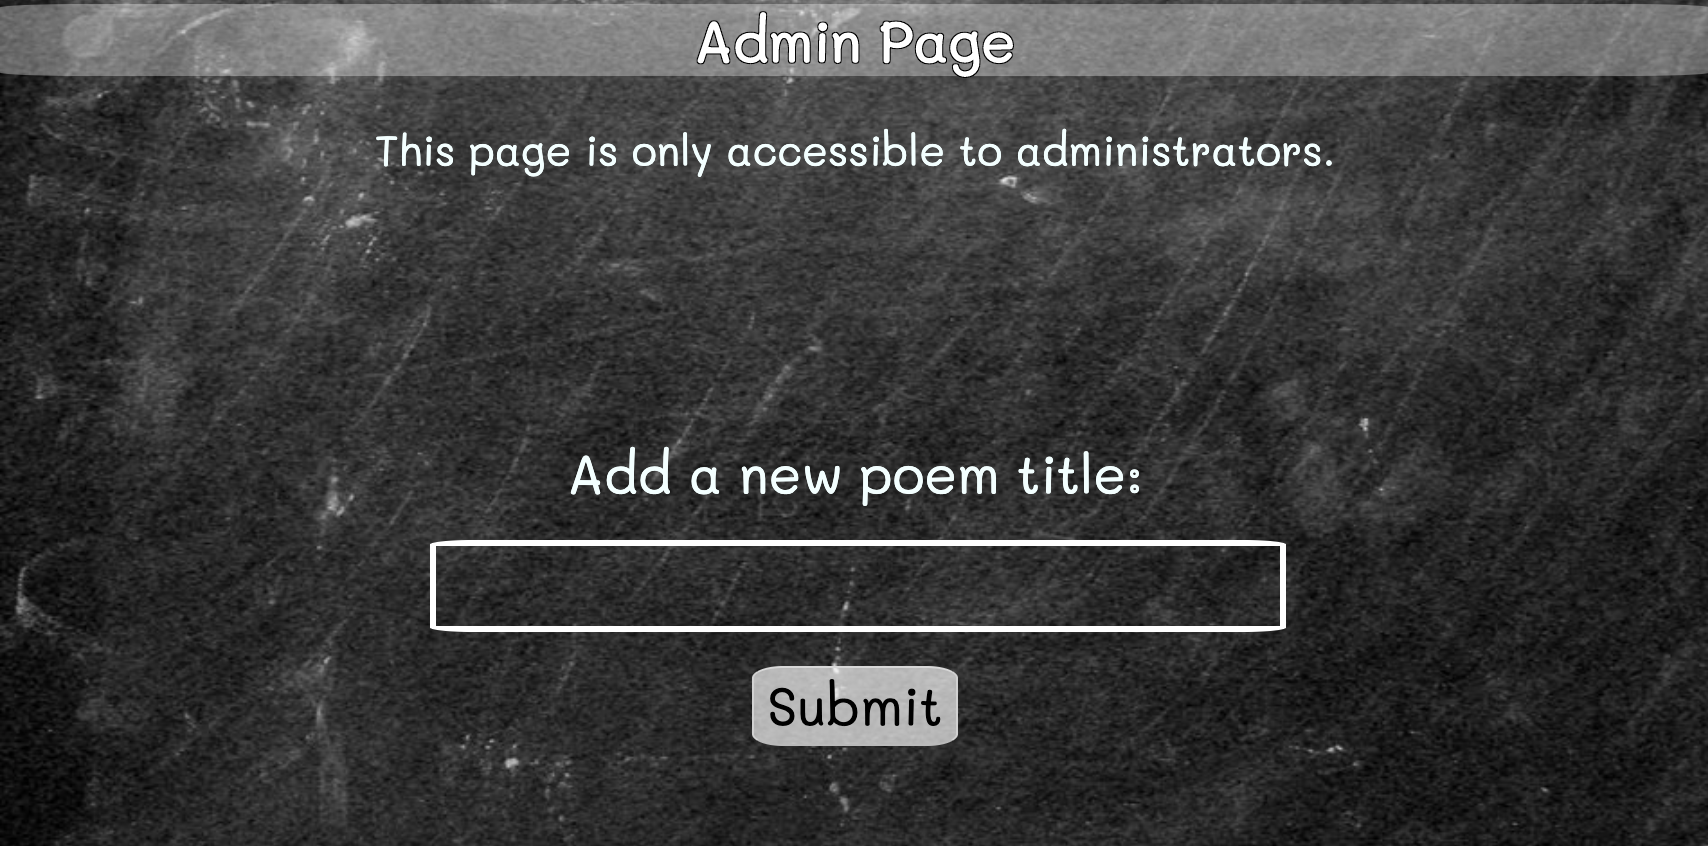 Admin Page
This page is only accessible to administrators.
Add a new poem title:
Submit